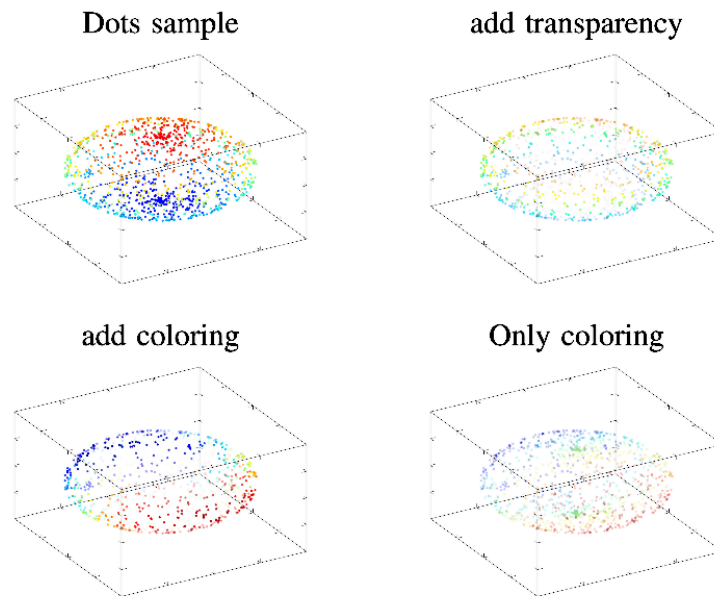 Dots sample
add transparency
add coloring
Only coloring